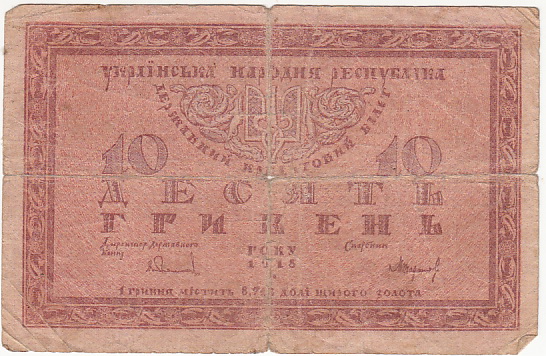 Українська Народня Республіка
Державний кредитовий білет
10 10
ДЕСЯТЬ
ГРИВЕНЬ
Директор Державного Скарбник
банку
РОКУ
1918
1 гривня містить 8,712 долі щирого золота